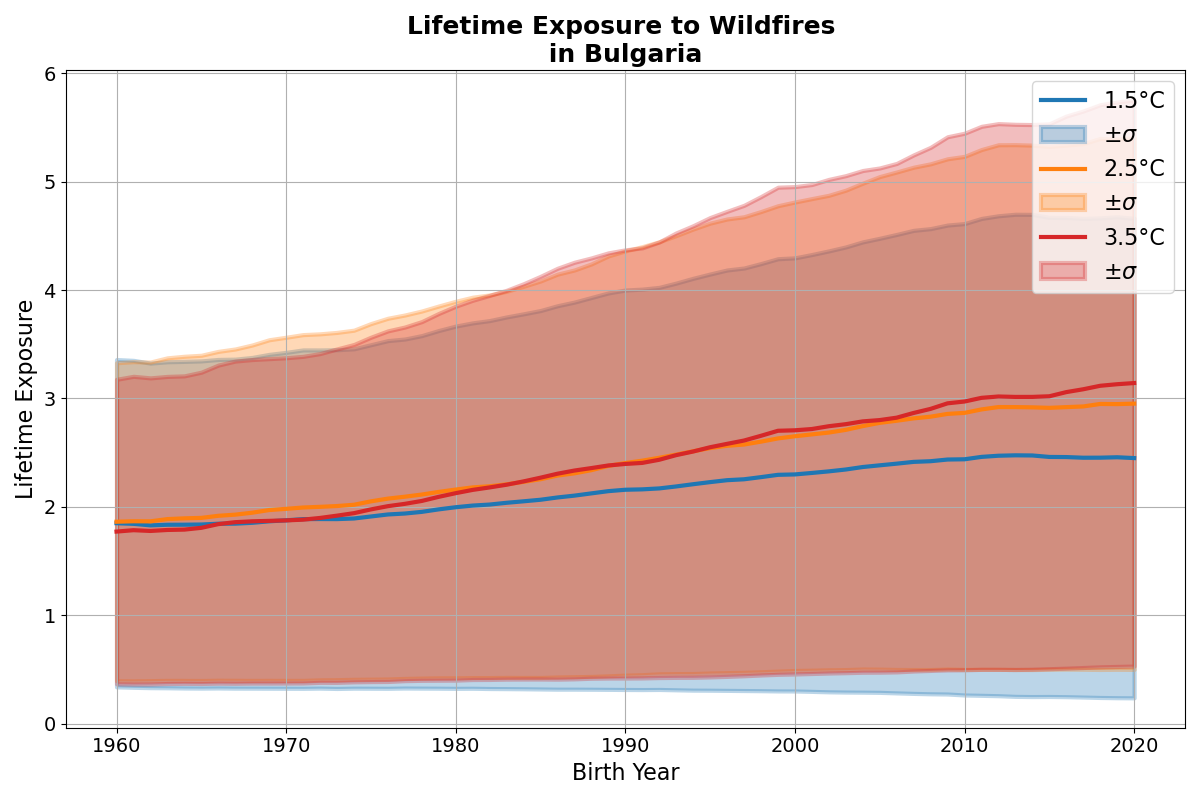 Lifetime Exposure to Wildfires
in Bulgaria
Lifetime Exposure
6
5
4
3
2
1
0
1960 1970 1980 1990 2000 2010 2020
Birth Year
1.5°C
±σ
2.5°C
±σ
3.5°C
±σ